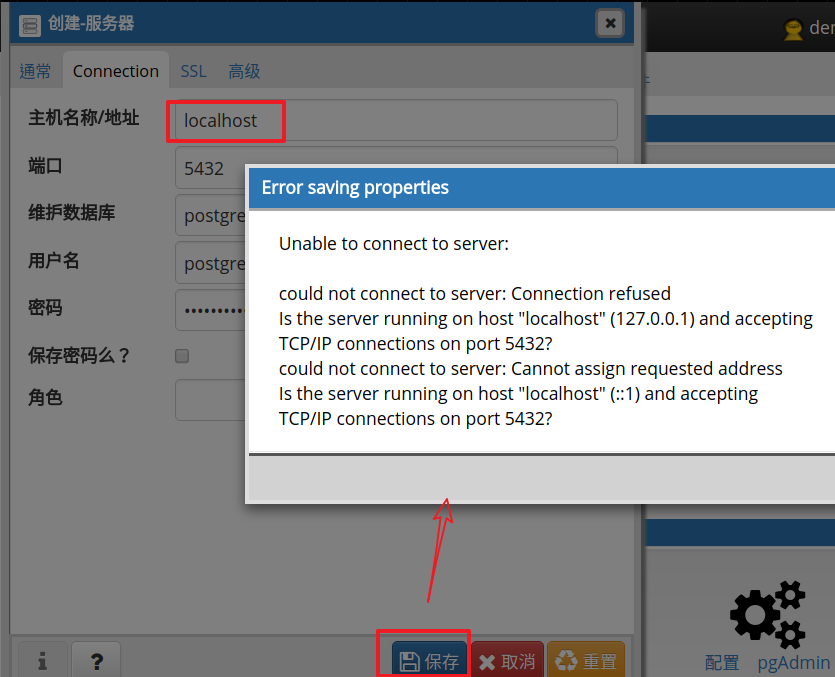 创建-服务器
der
通常
Connection
SSL
高级
主机名称/地址
localhost
端口
5432
维护数据库
postgre
用户名
postgre
密码
保存密码么？
角色
Error saving properties
Unable to connect to server:
could not connect to server: Connection refused
Is the server running on host "localhost" (127.0.0.1) and accepting
TCP/IP connections on port 5432?
could not connect to server: Cannot assign requested address
Is the server running on host "localhost" (::1) and accepting
TCP/IP connections on port 5432?
i
?
保存
取消
重置
配置 pgAdmin